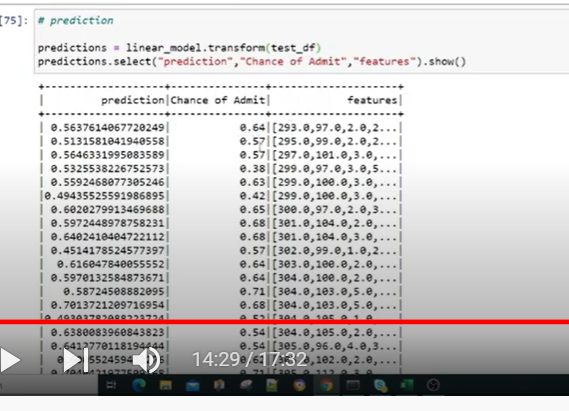 [75]: # prediction
predictions = linear_model.transform(test_df)
predictions.select("prediction","Chance of Admit","features").show()
+------------------+---------------+--------------------+
| prediction|Chance of Admit| features|
+------------------+---------------+--------------------+
| 0.5637614067720249| 0.64|[293.0,97.0,2.0,2...|
| 0.5131581041940558| 0.57|[295.0,99.0,2.0,2...|
| 0.5646331995083589| 0.57|[297.0,101.0,3.0,...|
| 0.5325538226752573| 0.38|[299.0,97.0,3.0,5...|
| 0.5592468077305246| 0.63|[299.0,100.0,3.0,...|
|0.49435525591986895| 0.42|[299.0,100.0,3.0,...|
| 0.6020279913469688| 0.65|[300.0,97.0,2.0,3...|
| 0.5972448978758231| 0.68|[301.0,104.0,2.0,...|
| 0.6402410404722112| 0.68|[301.0,104.0,3.0,...|
| 0.4514178524577397| 0.57|[302.0,99.0,1.0,2...|
| 0.616047840055552| 0.64|[303.0,100.0,2.0,...|
| 0.5970132584873671| 0.64|[304.0,100.0,2.0,...|
| 0.58724508882095| 0.71|[304.0,103.0,5.0,...|
| 0.7013721209716954| 0.68|[304.0,103.0,5.0,...|
0.52|[304.0,105.0,1.0,...|
| 0.6380083960843823| 0.54|[304.0,105.0,2.0,...|
0.54|[305.0,96.0,4.0,3...|
102.0,2.0,...|
14:29 / 17:32